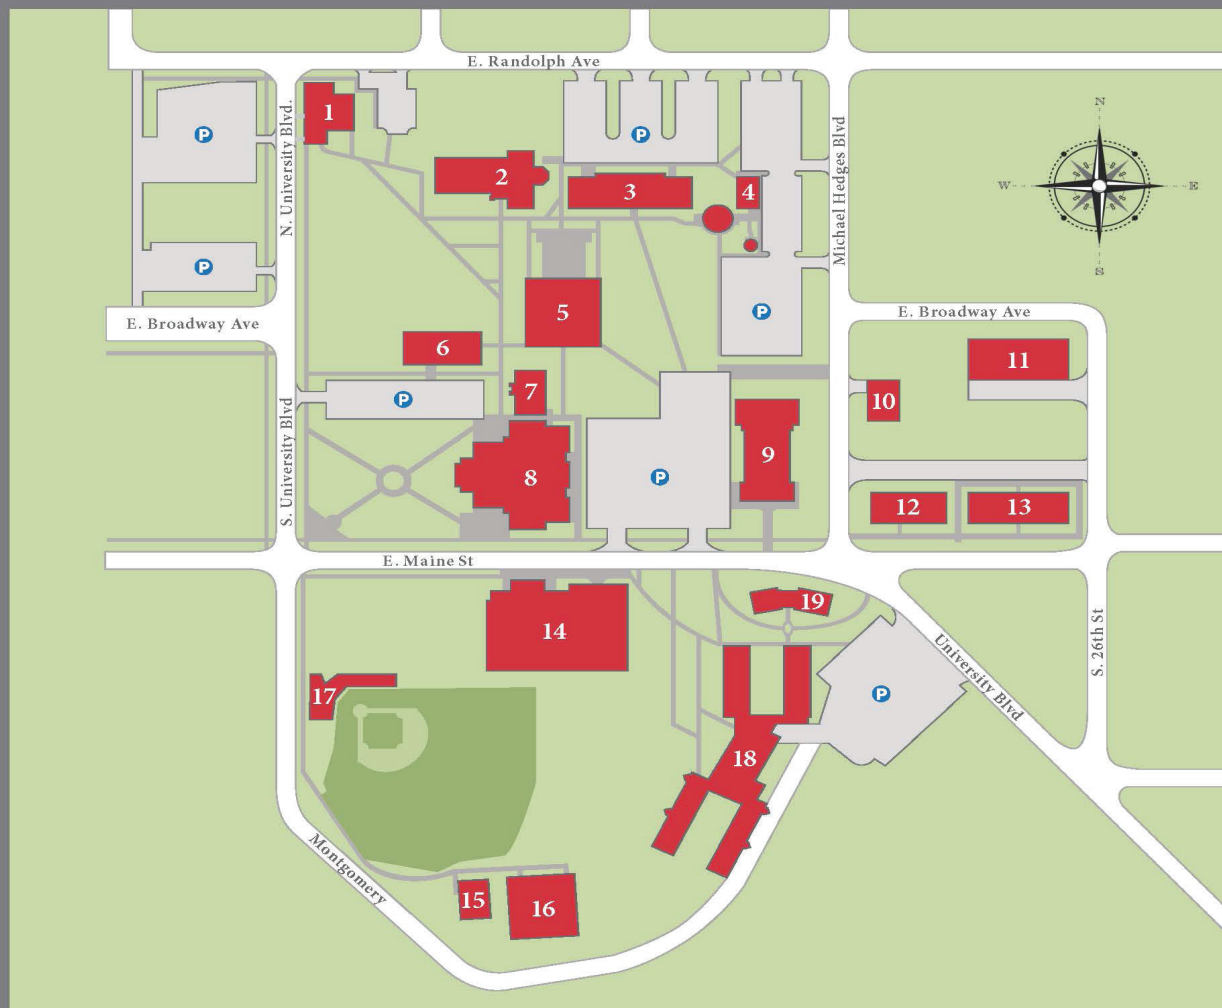 E. Randolph Ave
N. University Blvd.
Michael Hedges Blvd
N
W
E
S
1
2
3
4
P
P
P
P
5
E. Broadway Ave
E. Broadway Ave
6
7
8
9
10
11
12
13
P
P
S. University Blvd
E. Maine St
14
19
17
18
P
University Blvd
S. 26th St
Montgomery
15
16